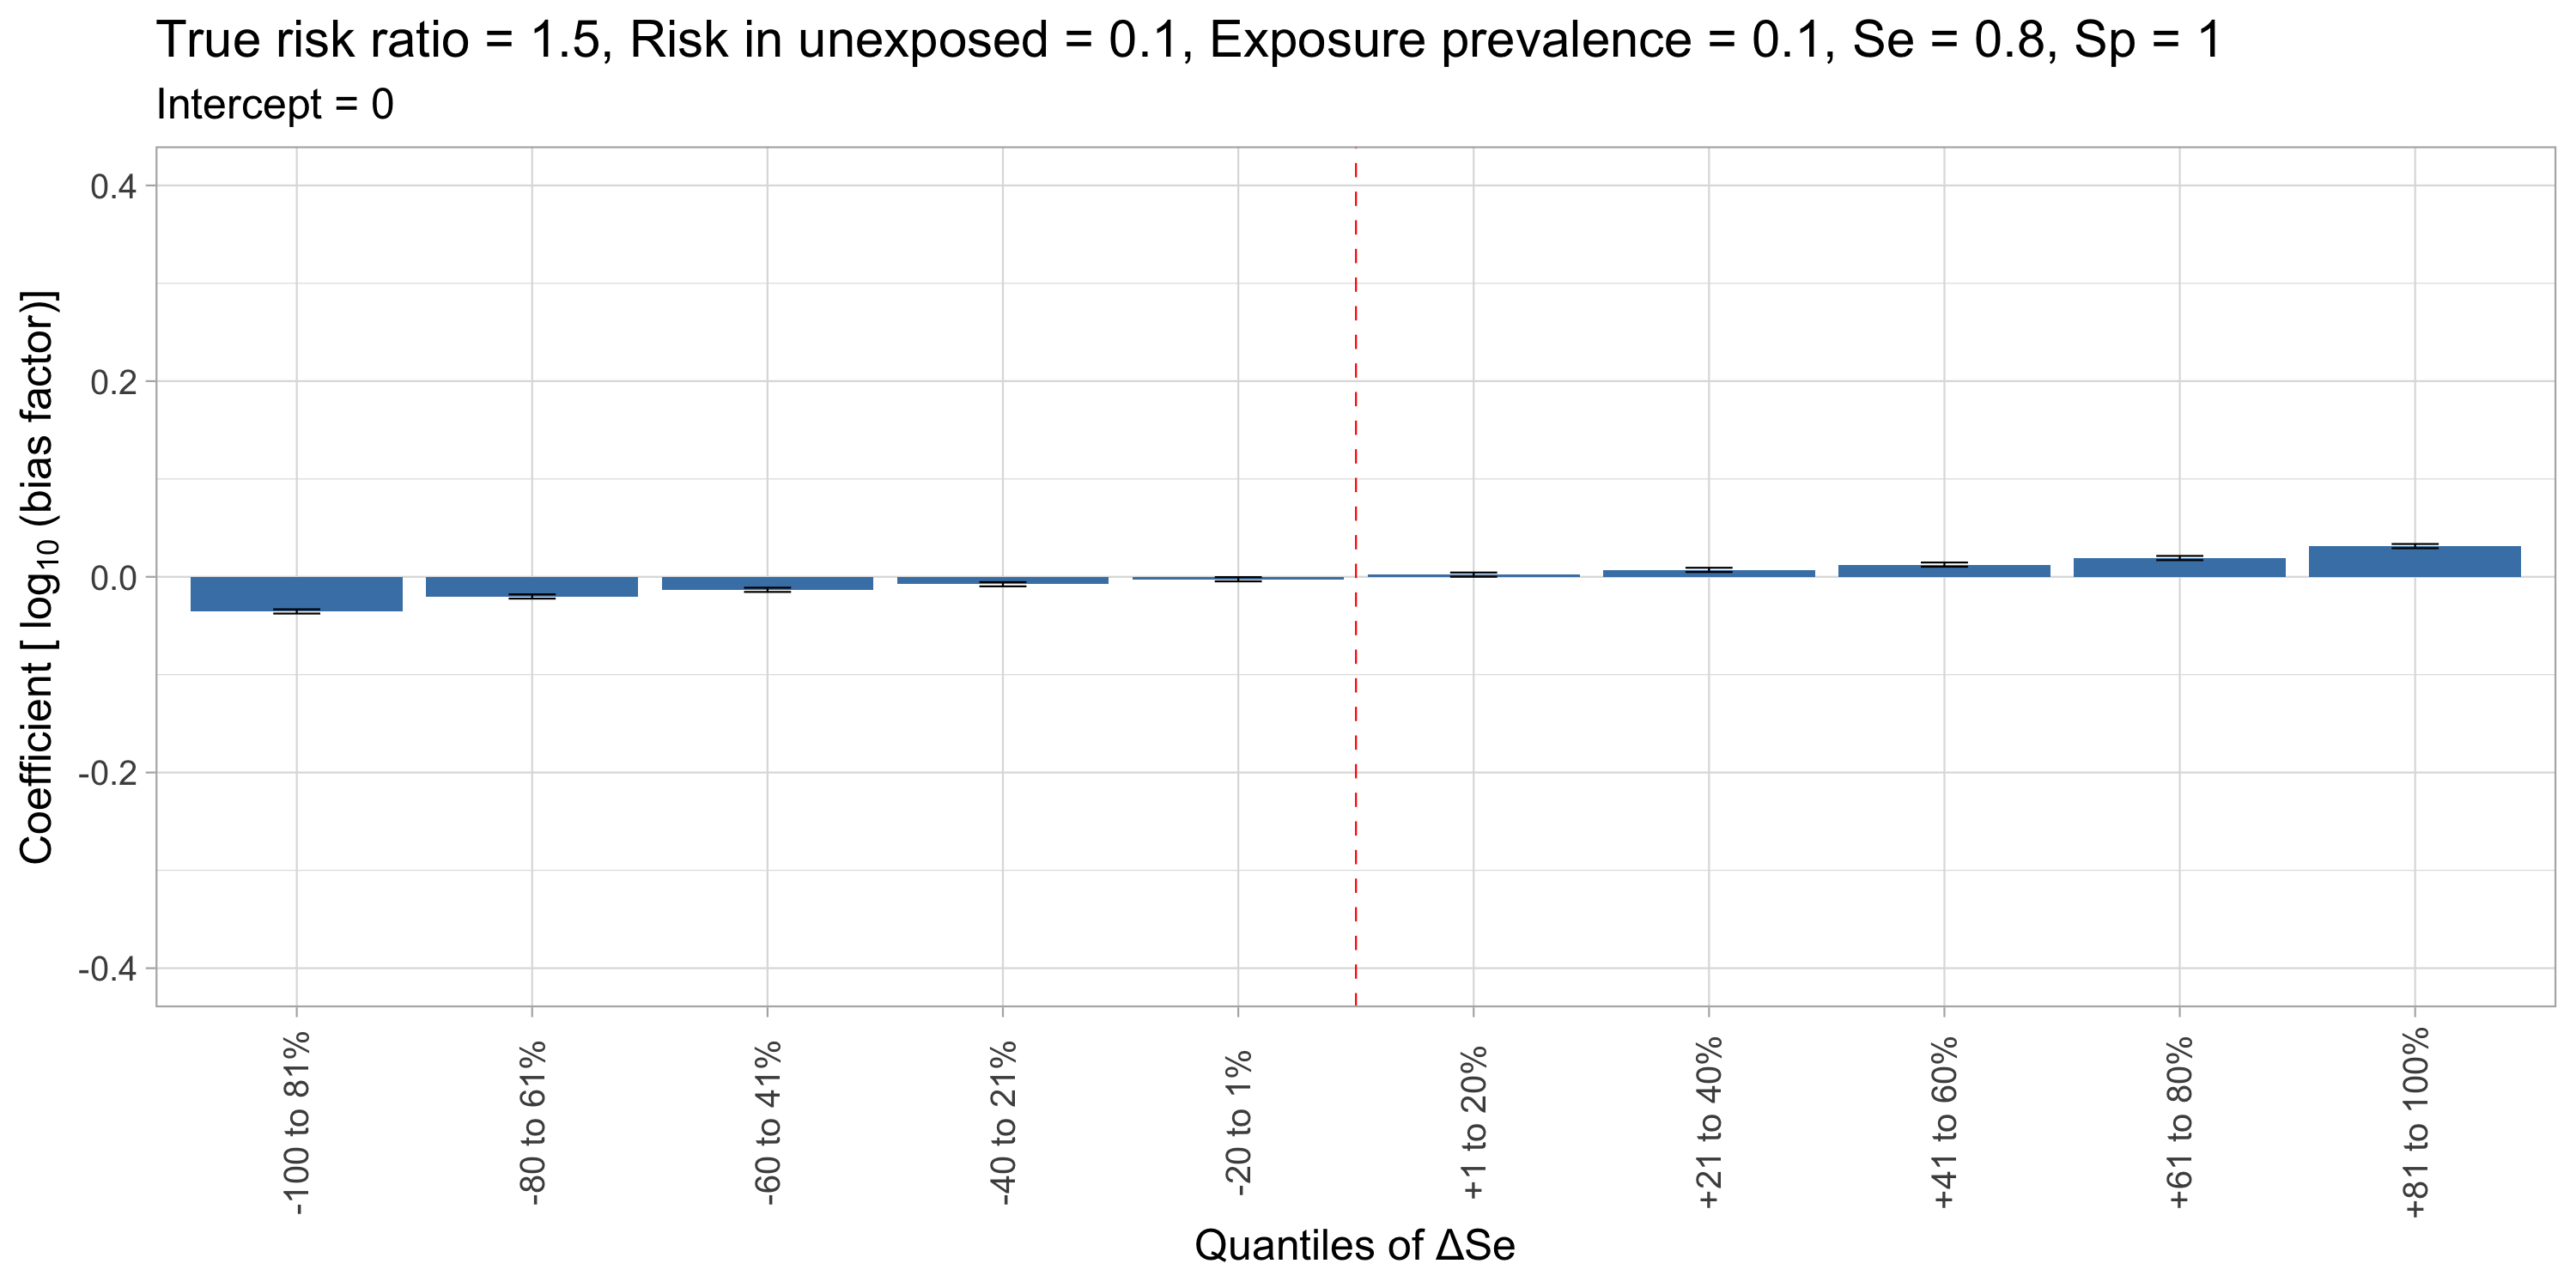 True risk ratio = 1.5, Risk in unexposed = 0.1, Exposure prevalence = 0.1, Se = 0.8, Sp = 1
Intercept = 0
Coefficient [ log10 (bias factor)]
0.4
0.2
0.0
-0.2
-0.4
-100 to 81%
-80 to 61%
-60 to 41%
-40 to 21%
-20 to 1%
+1 to 20%
+21 to 40%
+41 to 60%
+61 to 80%
+81 to 100%
Quantiles of ΔSe